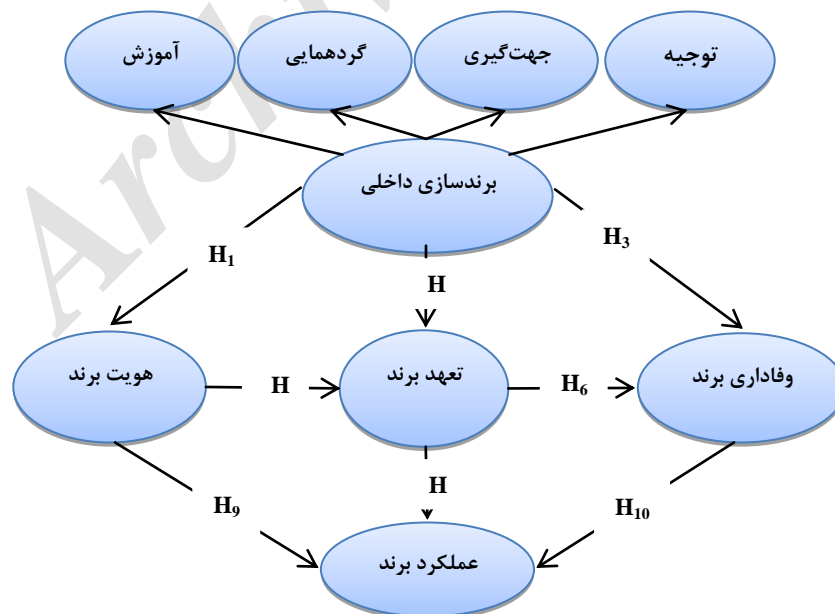 توجیه
جهت‌گیری
گردهمایی
آموزش
برندسازی داخلی
H₁
H
H₃
هویت برند
H
تعهد برند
H₆
وفاداری برند
H₉
H
H₁₀
عملکرد برند